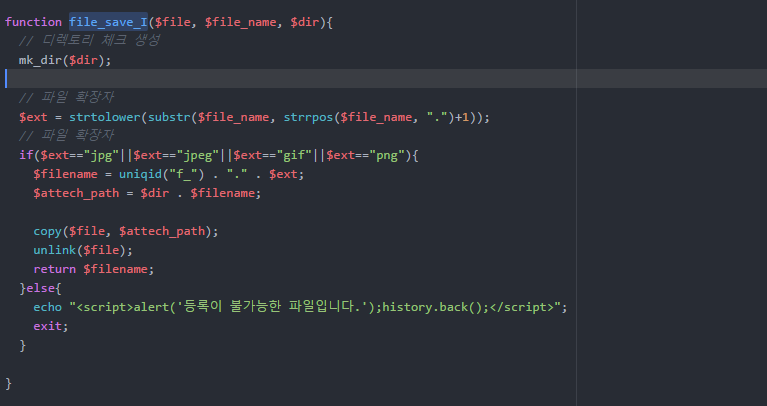 function file_save_I($file, $file_name, $dir){
// 디렉토리 체크 생성
mk_dir($dir);
// 파일 확장자
$ext = strtolower(substr($file_name, strrpos($file_name, ".")+1));
// 파일 확장자
if($ext=="jpg"||$ext=="jpeg"||$ext=="gif"||$ext=="png"){
$filename = uniqid("f_") . "." . $ext;
$attech_path = $dir . $filename;
copy($file, $attech_path);
unlink($file);
return $filename;
}else{
echo "<script>alert('등록이 불가능한 파일입니다.');history.back();</script>";
exit;
}
}